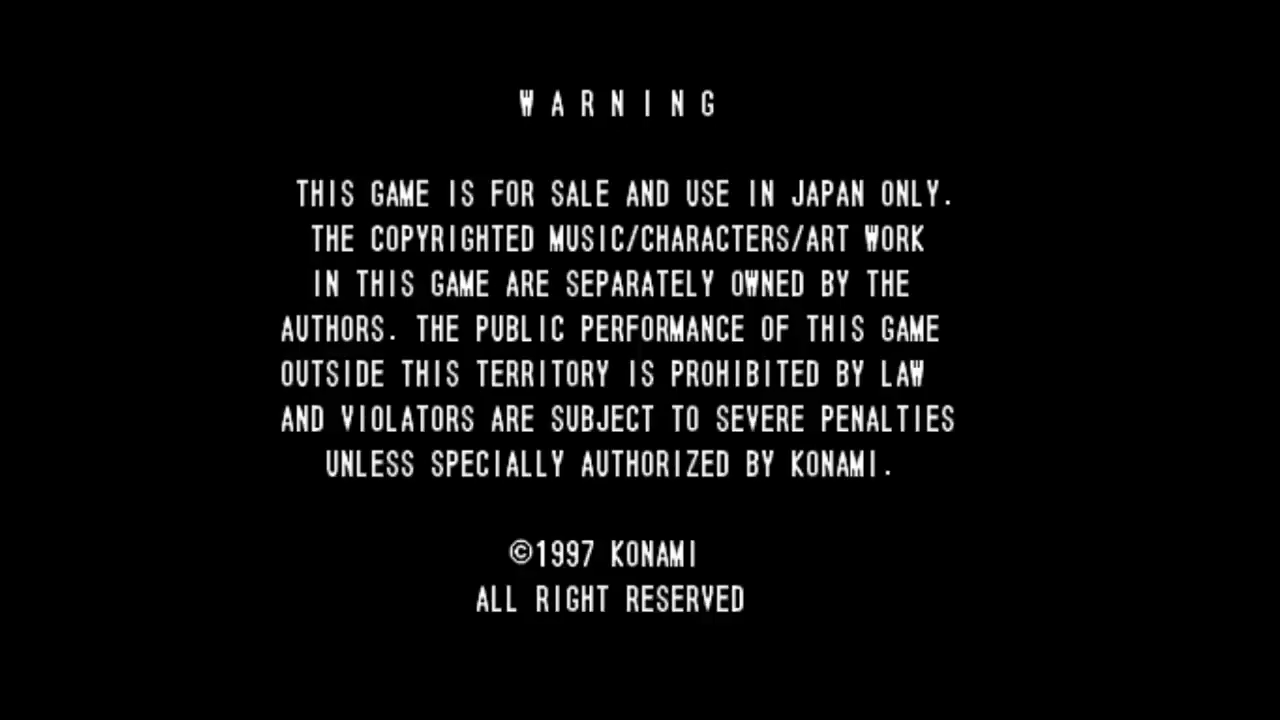 W A R N I N G
THIS GAME IS FOR SALE AND USE IN JAPAN ONLY.
THE COPYRIGHTED MUSIC/CHARACTERS/ART WORK
IN THIS GAME ARE SEPARATELY OWNED BY THE
AUTHORS. THE PUBLIC PERFORMANCE OF THIS GAME
OUTSIDE THIS TERRITORY IS PROHIBITED BY LAW
AND VIOLATORS ARE SUBJECT TO SEVERE PENALTIES
UNLESS SPECIALLY AUTHORIZED BY KONAMI.
©1997 KONAMI
ALL RIGHT RESERVED